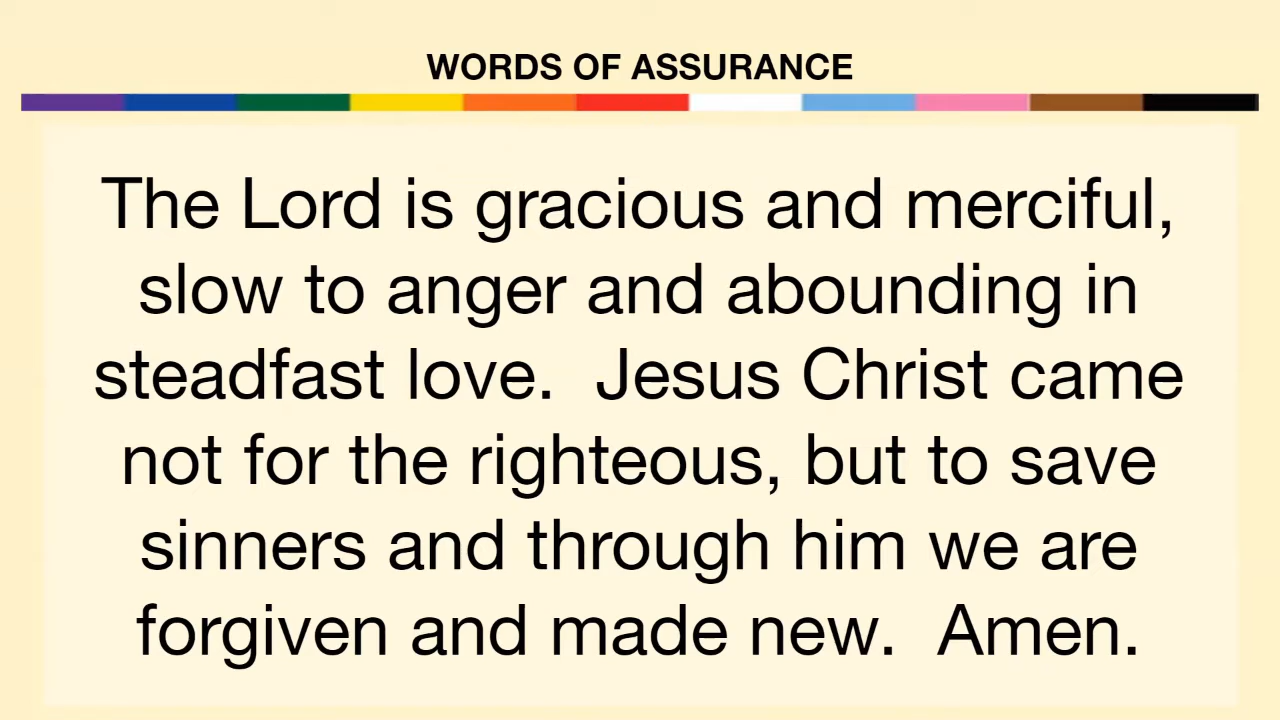 WORDS OF ASSURANCE
The Lord is gracious and merciful,
slow to anger and abounding in
steadfast love.  Jesus Christ came
not for the righteous, but to save
sinners and through him we are
forgiven and made new.  Amen.